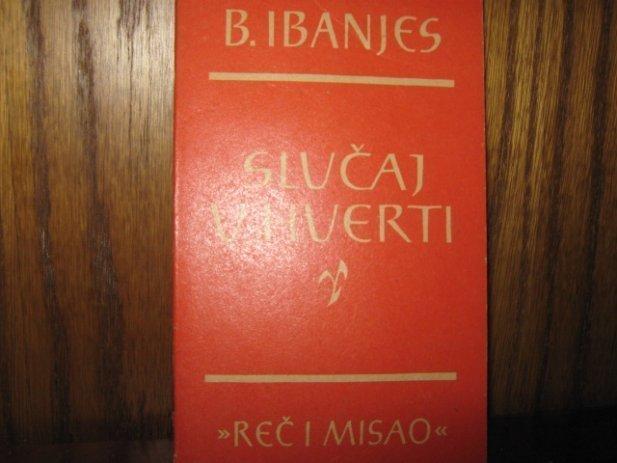 B. IBANJES
SLUČAJ
U HUERTI
»REČ I MISAO«